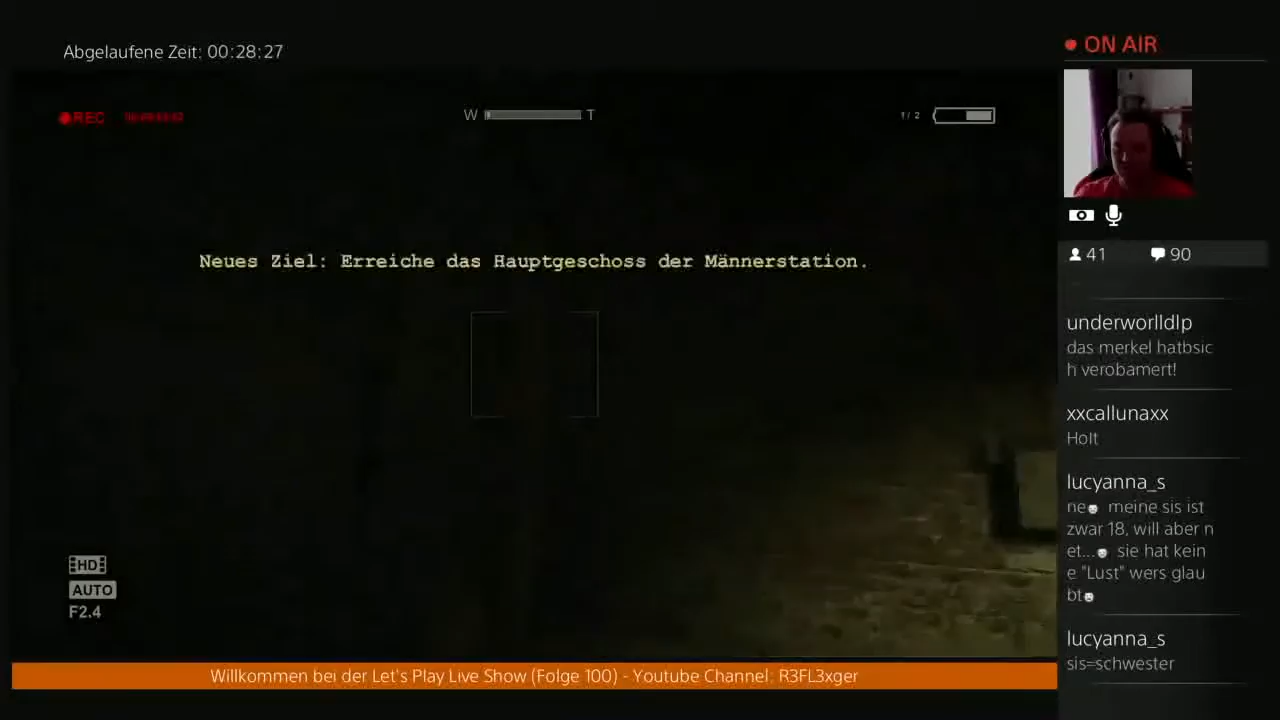 Abgelaufene Zeit: 00:28:27
ON AIR
REC
W T
1/2
41 90
Neues Ziel: Erreiche das Hauptgeschoss der Männerstation.
underworlldlp
das merkel hatbsic
h verobamert!
xxcallunaxx
Holt
lucyanna_s
ne meine sis ist
zwar 18, will aber n
et... sie hat kein
e "Lust" wers glau
bt
lucyanna_s
sis=schwester
HD
AUTO
F2.4
Willkommen bei der Let's Play Live Show (Folge 100) - Youtube Channel: R3FL3xger